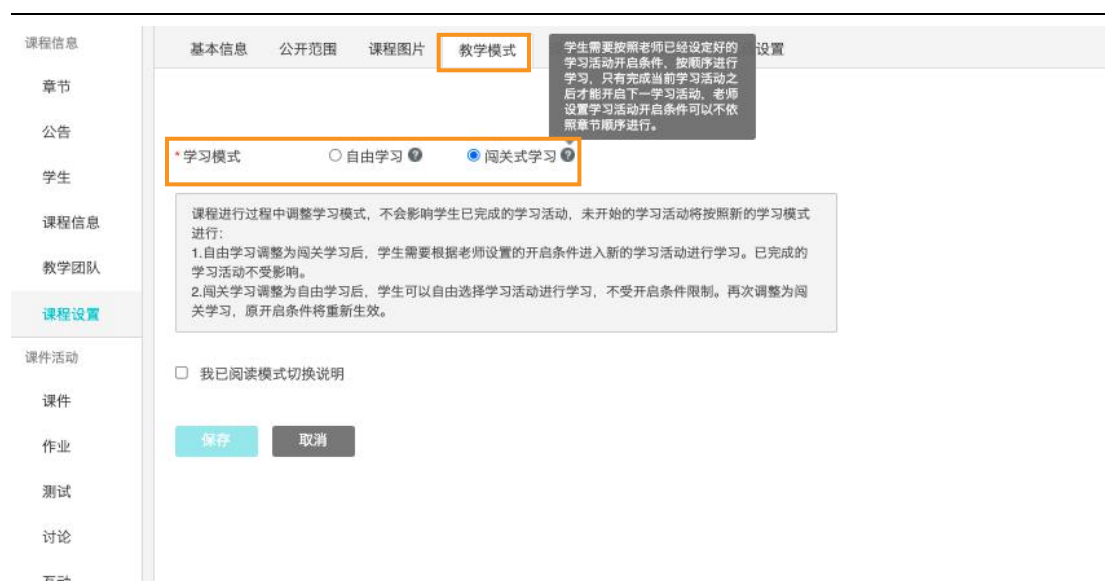 课程信息
章节
公告
学生
课程信息
教学团队
课程设置
课件活动
课件
作业
测试
讨论
互动
基本信息 公开范围 课程图片 教学模式 设置
学生需要按照老师已经设定好的
学习活动开启条件、按顺序进行
学习，只有完成当前学习活动之
后才能开启下一学习活动，老师
设置学习活动开启条件可以不依
照章节顺序进行。
*学习模式 自由学习 ? 闯关式学习 ?
课程进行过程中调整学习模式，不会影响学生已完成的学习活动，未开始的学习活动将按照新的学习模式
进行：
1.自由学习调整为闯关学习后，学生需要根据老师设置的开启条件进入新的学习活动进行学习。已完成的
学习活动不受影响。
2.闯关学习调整为自由学习后，学生可以自由选择学习活动进行学习，不受开启条件限制。再次调整为闯
关学习，原开启条件将重新生效。
我已阅读模式切换说明
保存 取消